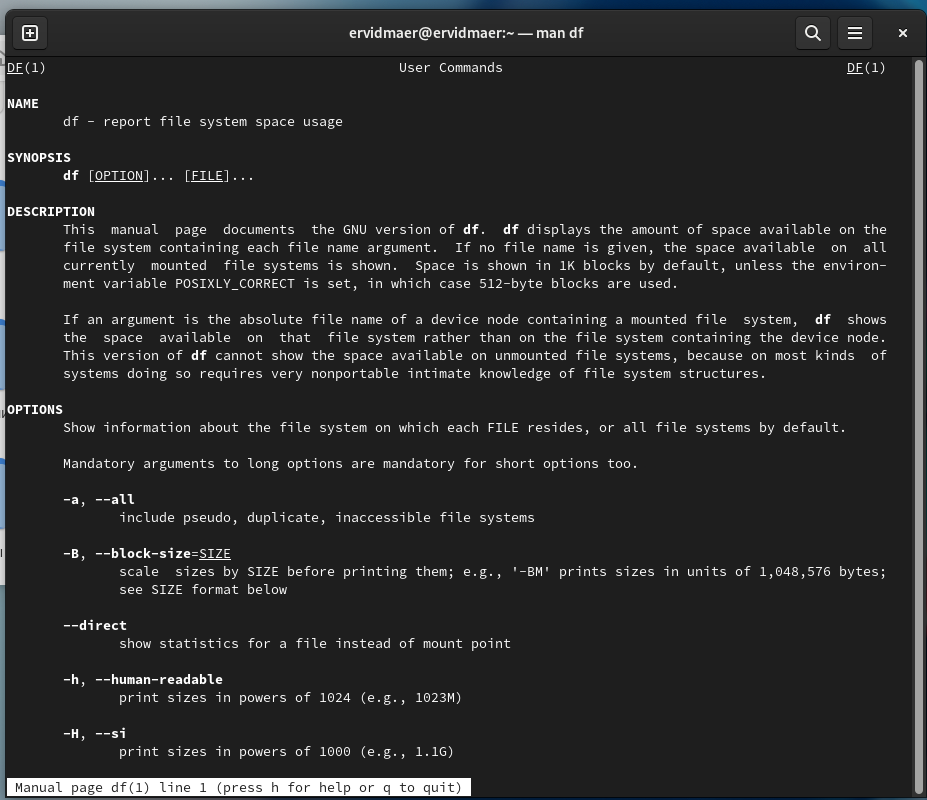 ervidmaer@ervidmaer:~ — man df
DF(1)                                            User Commands                                           DF(1)
NAME
df - report file system space usage
SYNOPSIS
df [OPTION]... [FILE]...
DESCRIPTION
This  manual  page  documents  the GNU version of df.  df displays the amount of space available on the
file system containing each file name argument.  If no file name is given, the space available  on  all
currently  mounted  file systems is shown.  Space is shown in 1K blocks by default, unless the environ-
ment variable POSIXLY_CORRECT is set, in which case 512-byte blocks are used.
If an argument is the absolute file name of a device node containing a mounted file  system,  df  shows
the  space  available  on  that  file system rather than on the file system containing the device node.
This version of df cannot show the space available on unmounted file systems, because on most kinds  of
systems doing so requires very nonportable intimate knowledge of file system structures.
OPTIONS
Show information about the file system on which each FILE resides, or all file systems by default.
Mandatory arguments to long options are mandatory for short options too.
-a, --all
include pseudo, duplicate, inaccessible file systems
-B, --block-size=SIZE
scale  sizes by SIZE before printing them; e.g., '-BM' prints sizes in units of 1,048,576 bytes;
see SIZE format below
--direct
show statistics for a file instead of mount point
-h, --human-readable
print sizes in powers of 1024 (e.g., 1023M)
-H, --si
print sizes in powers of 1000 (e.g., 1.1G)
Manual page df(1) line 1 (press h for help or q to quit)